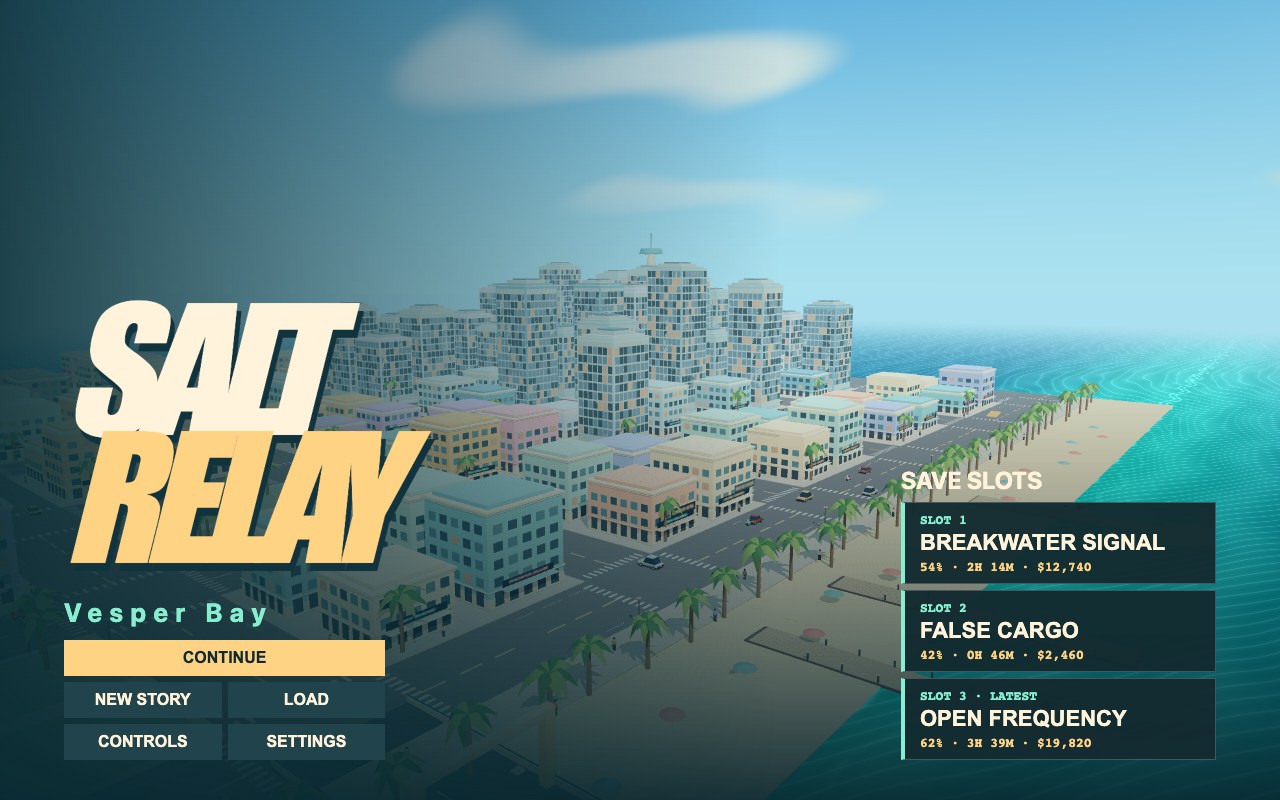 SALT
RELAY
Vesper Bay
CONTINUE
NEW STORY
LOAD
CONTROLS
SETTINGS
SAVE SLOTS
SLOT 1
BREAKWATER SIGNAL
54% · 2H 14M · $12,740
SLOT 2
FALSE CARGO
42% · 0H 46M · $2,460
SLOT 3 · LATEST
OPEN FREQUENCY
62% · 3H 39M · $19,820